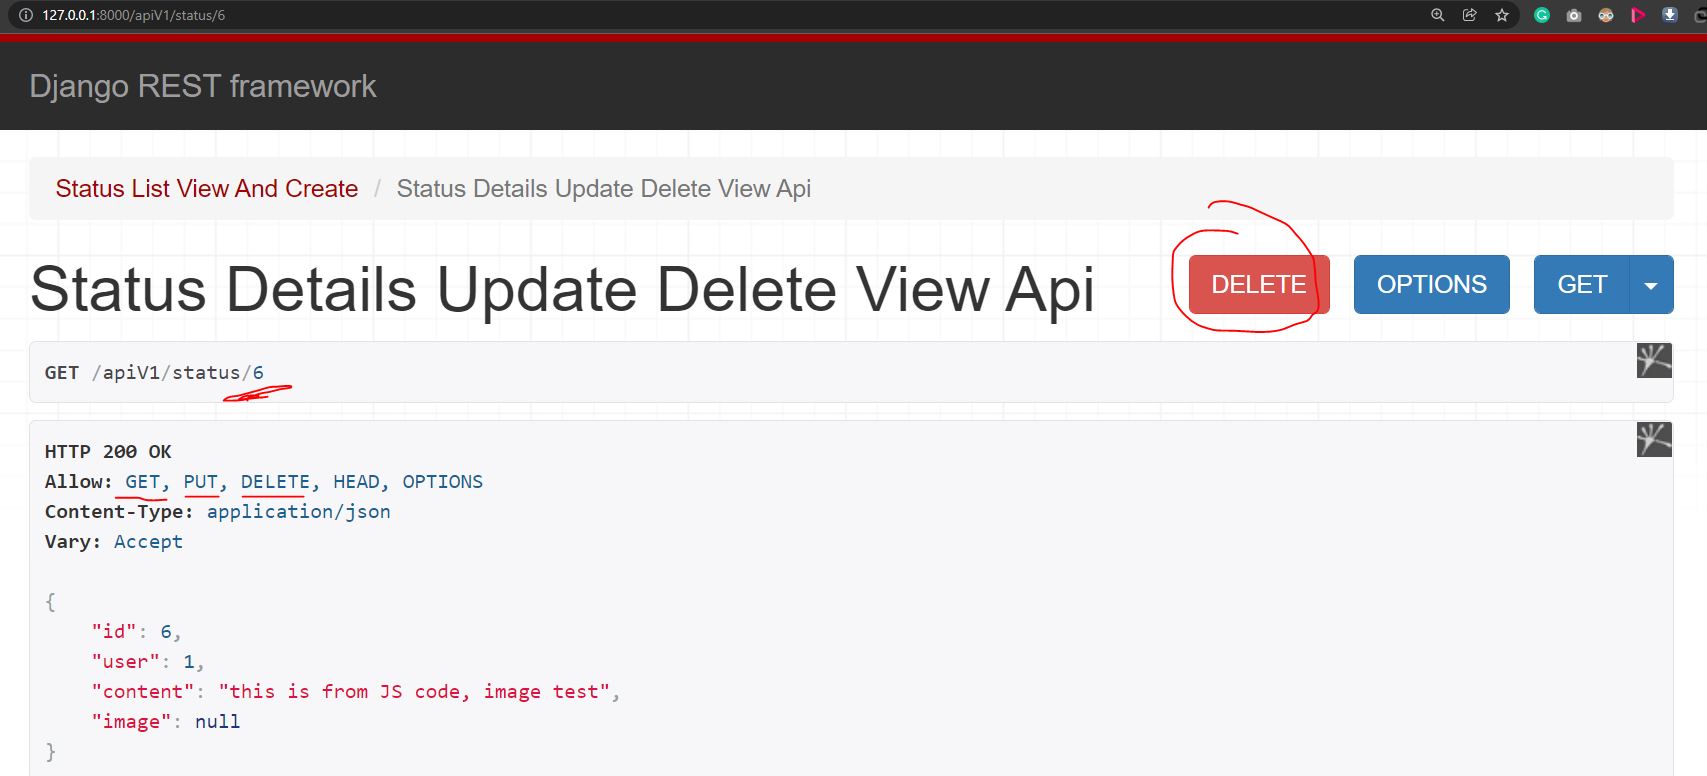 127.0.0.1:8000/apiV1/status/6
Django REST framework
Status List View And Create / Status Details Update Delete View Api
Status Details Update Delete View Api DELETE OPTIONS GET
GET /apiV1/status/6
HTTP 200 OK
Allow: GET, PUT, DELETE, HEAD, OPTIONS
Content-Type: application/json
Vary: Accept
{
"id": 6,
"user": 1,
"content": "this is from JS code, image test",
"image": null
}